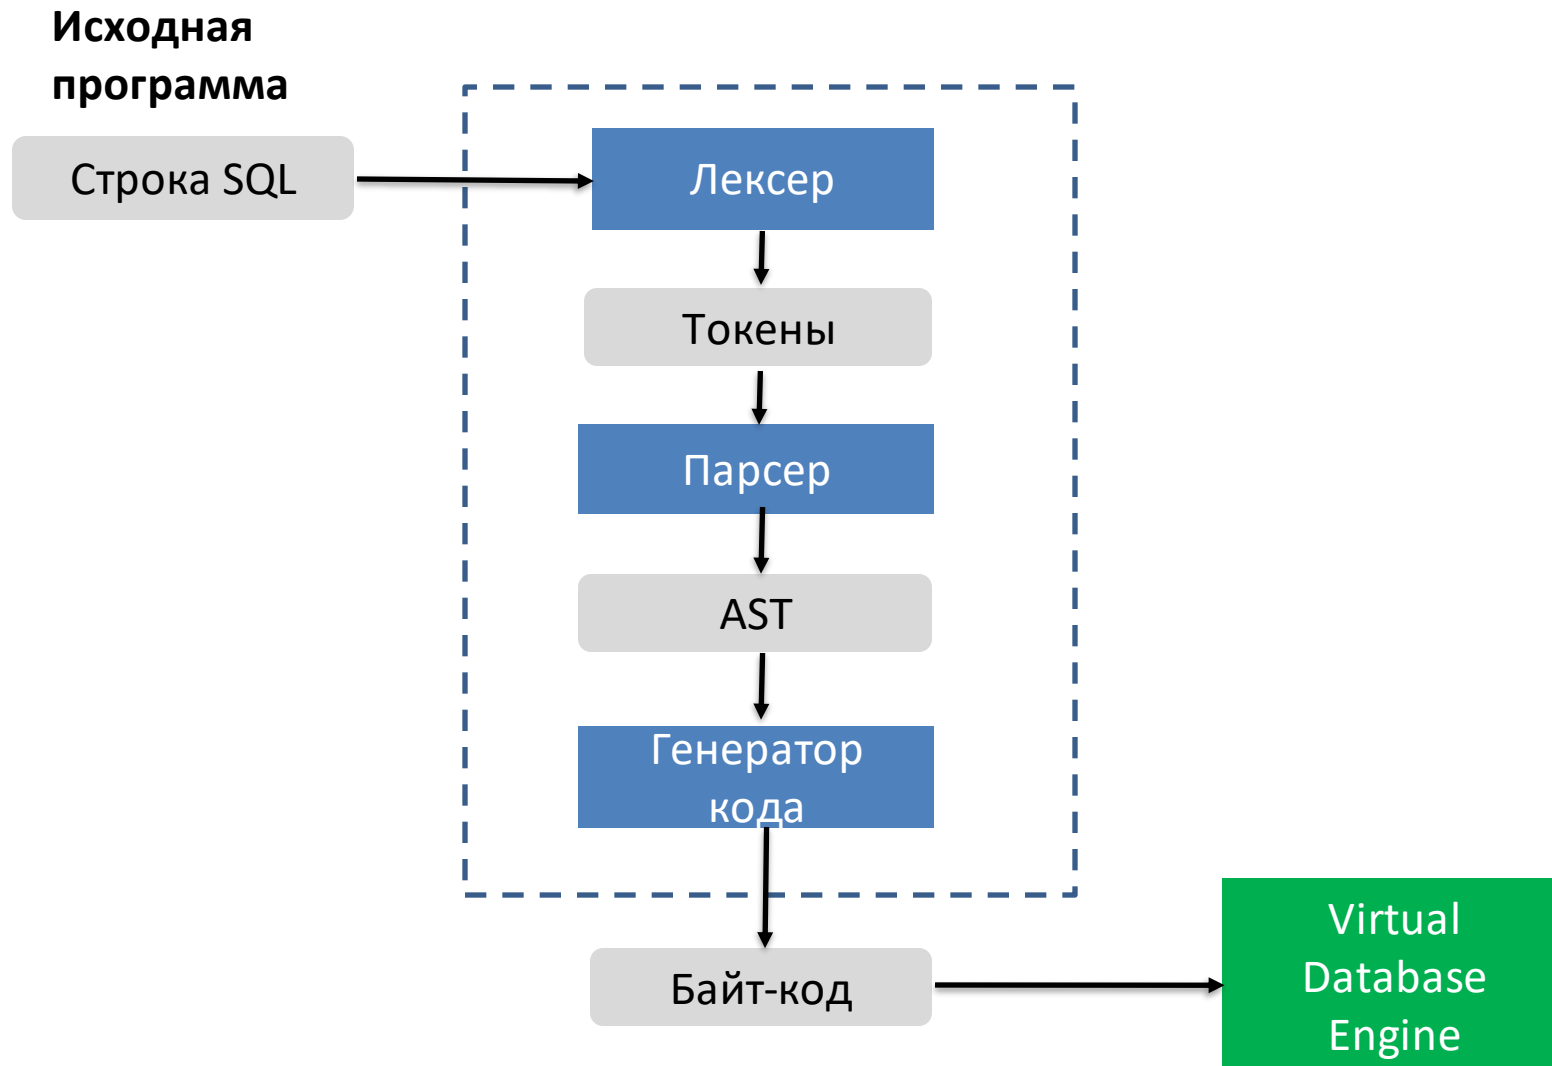 Исходная
программа
Строка SQL
Лексер
Токены
Парсер
AST
Генератор
кода
Байт-код
Virtual
Database
Engine